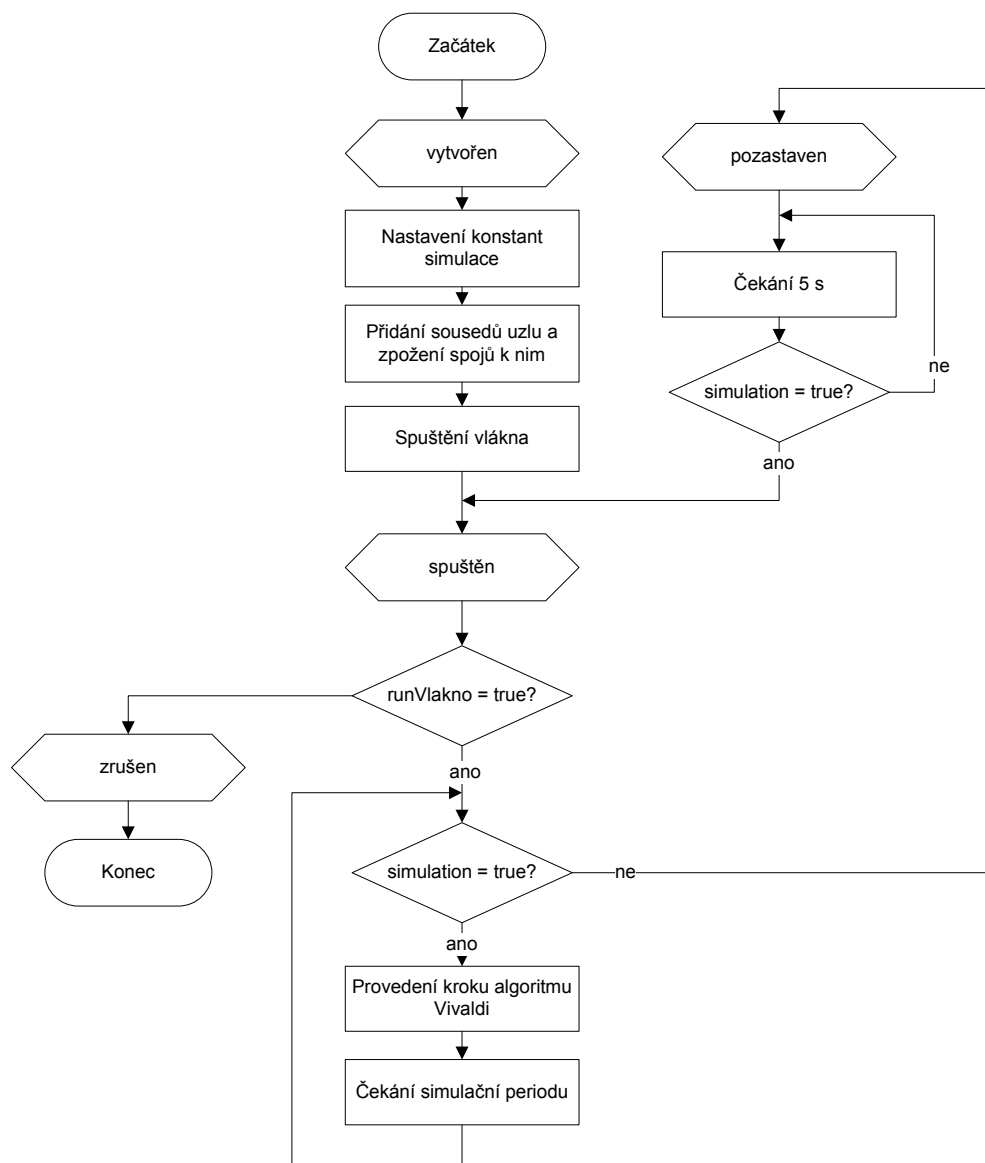 Začátek
vytvořen
Nastavení konstant
simulace
Přidání sousedů uzlu a
zpožení spojů k nim
Spuštění vlákna
pozastaven
Čekání 5 s
simulation = true?
ne
ano
spuštěn
runVlakno = true?
zrušen
Konec
ano
simulation = true?
ne
ano
Provedení kroku algoritmu
Vivaldi
Čekání simulační periodu